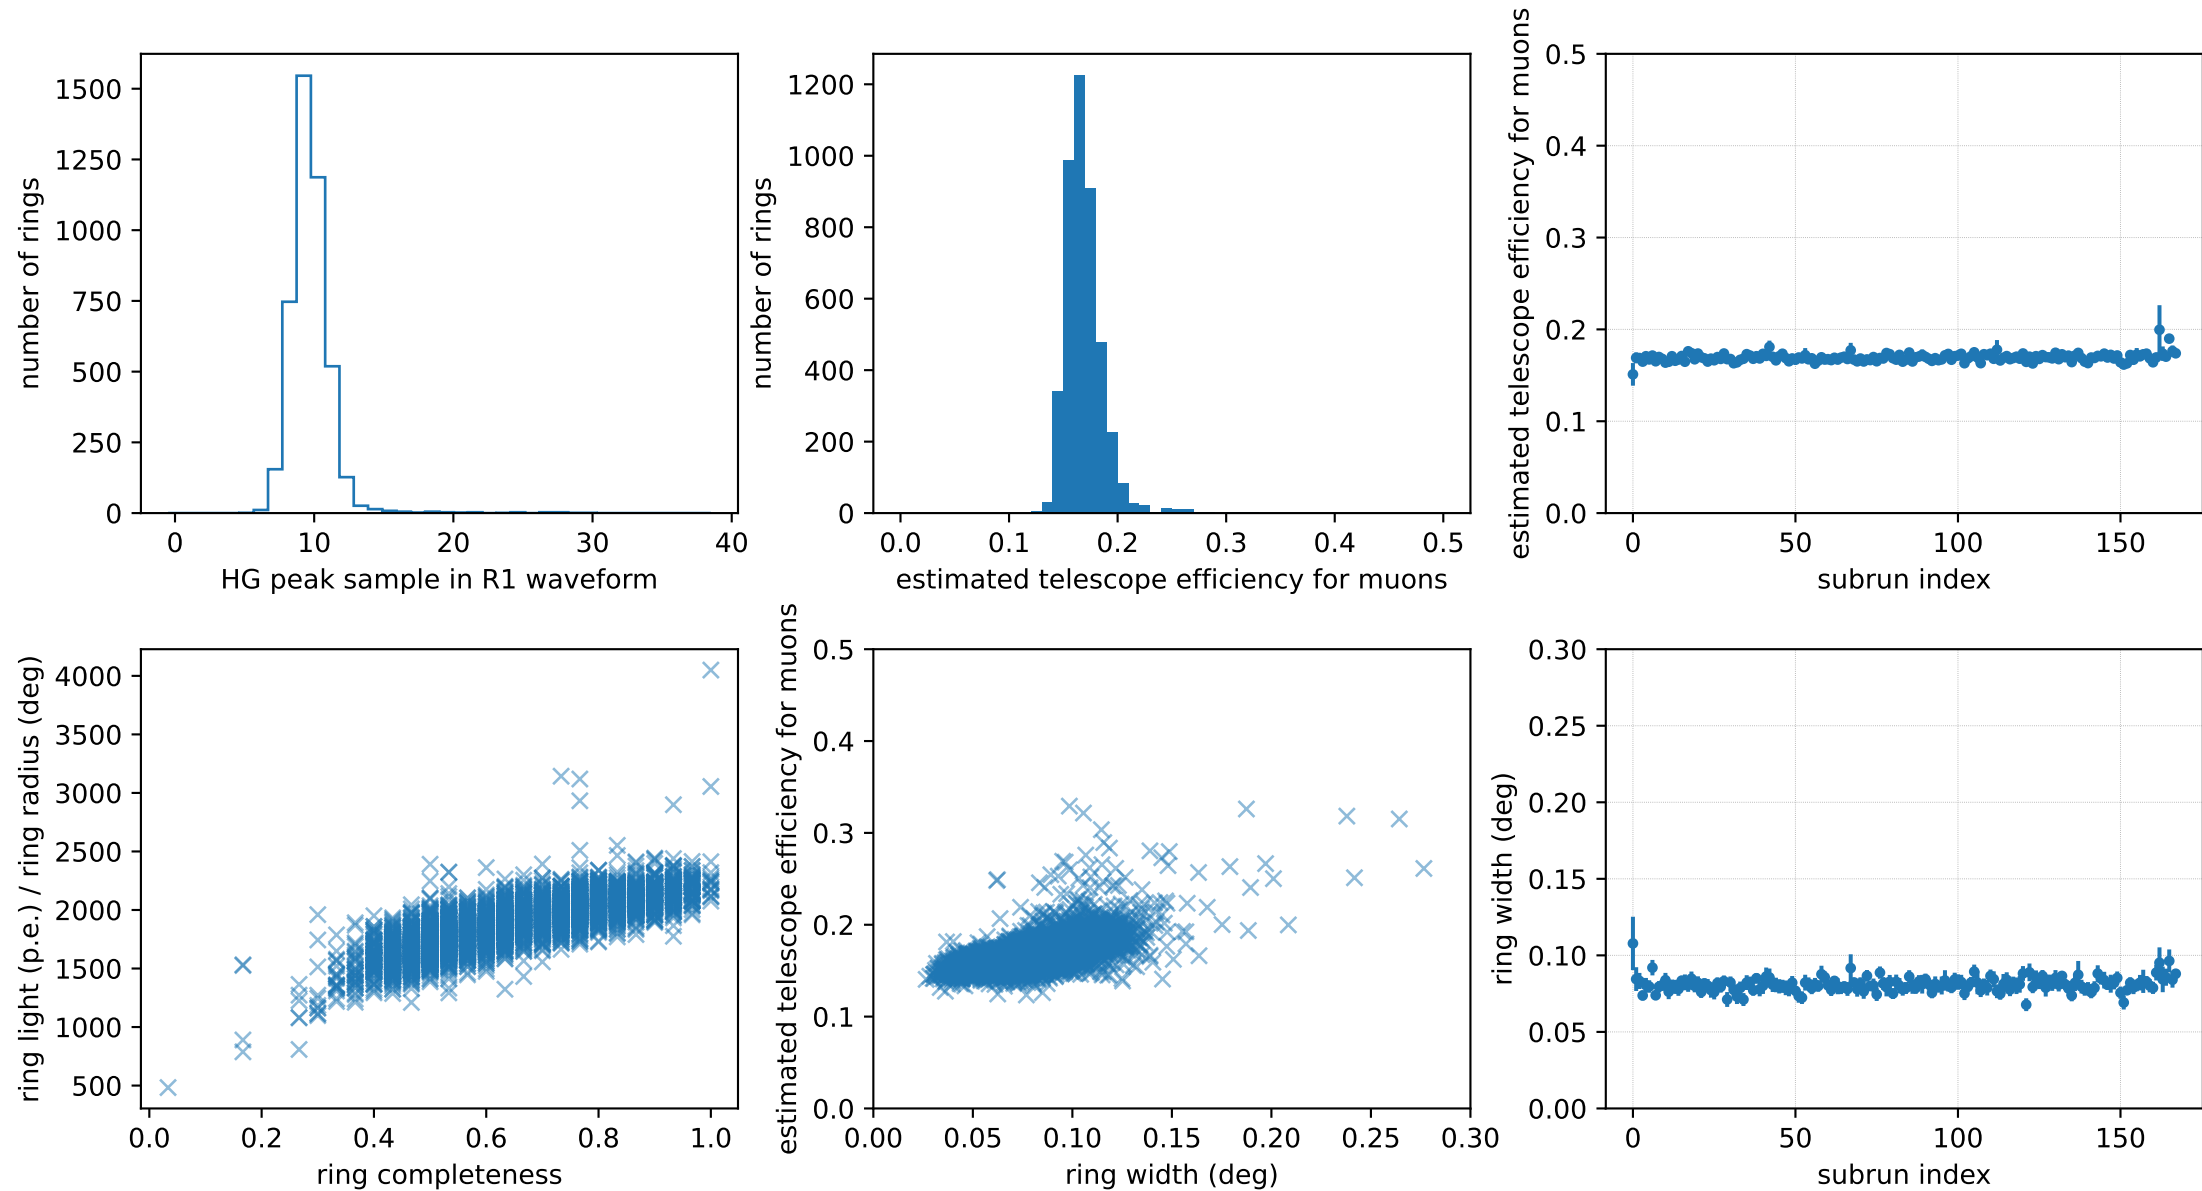 number of rings
1500
1250
1000
750
500
250
0
0 10 20 30 40
HG peak sample in R1 waveform
number of rings
1200
1000
800
600
400
200
0
0.0 0.1 0.2 0.3 0.4 0.5
estimated telescope efficiency for muons
estimated telescope efficiency for muons
0.5
0.4
0.3
0.2
0.1
0.0
0 50 100 150
subrun index
ring light (p.e.) / ring radius (deg)
4000
3500
3000
2500
2000
1500
1000
500
0.0 0.2 0.4 0.6 0.8 1.0
ring completeness
estimated telescope efficiency for muons
0.5
0.4
0.3
0.2
0.1
0.0
0.00 0.05 0.10 0.15 0.20 0.25 0.30
ring width (deg)
ring width (deg)
0.30
0.25
0.20
0.15
0.10
0.05
0.00
0 50 100 150
subrun index